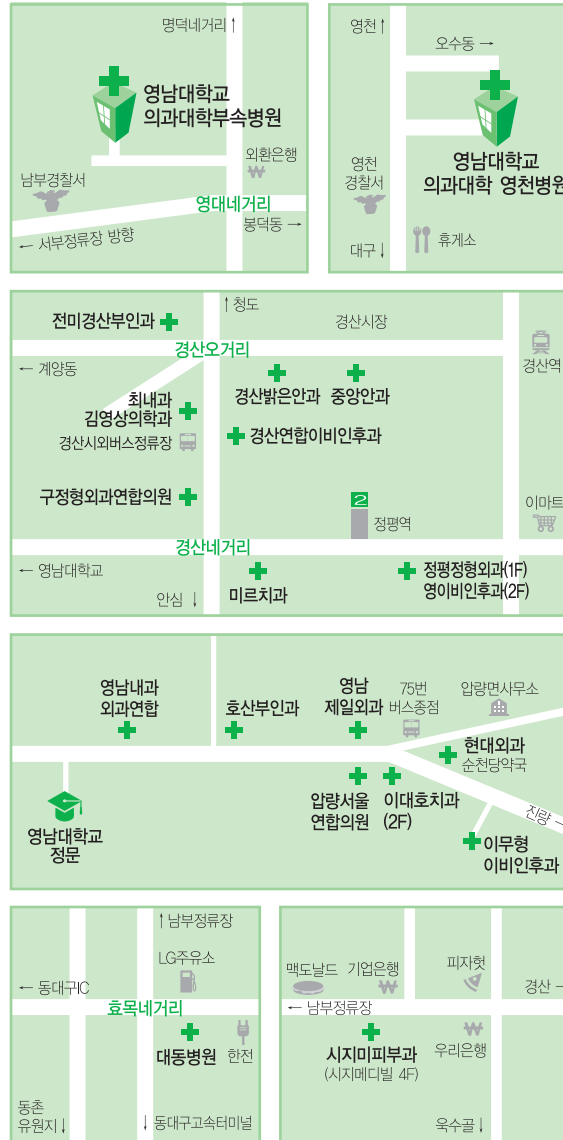 명덕네거리 ↑
영남대학교
의과대학부속병원
외환은행
남부경찰서
영대네거리
봉덕동 →
← 서부정류장 방향
영천 ↑
오수동 →
영남대학교
의과대학 영천병원
영천
경찰서
대구 ↓
휴게소
↑ 청도
전미경산부인과
경산시장
경산오거리
← 계양동
경산역
최내과
김영상의학과
경산밝은안과
중앙안과
경산시외버스정류장
경산연합이비인후과
구정형외과연합의원
2
정평역
이마트
경산네거리
← 영남대학교
안심 ↓
미르치과
정평정형외과(1F)
영이비인후과(2F)
영남내과
외과연합
호산부인과
영남
제일외과
75번
버스종점
압량면사무소
현대외과
순천당약국
영남대학교
정문
압량서울
연합의원
이대호치과
(2F)
진량 →
이무형
이비인후과
↑ 남부정류장
LG주유소
← 동대구IC
효목네거리
대동병원
한전
동촌
유원지 ↓
↓ 동대구고속터미널
맥도날드
기업은행
피자헛
경산 →
← 남부정류장
시지미피부과
(시지메디빌 4F)
우리은행
욱수골 ↓